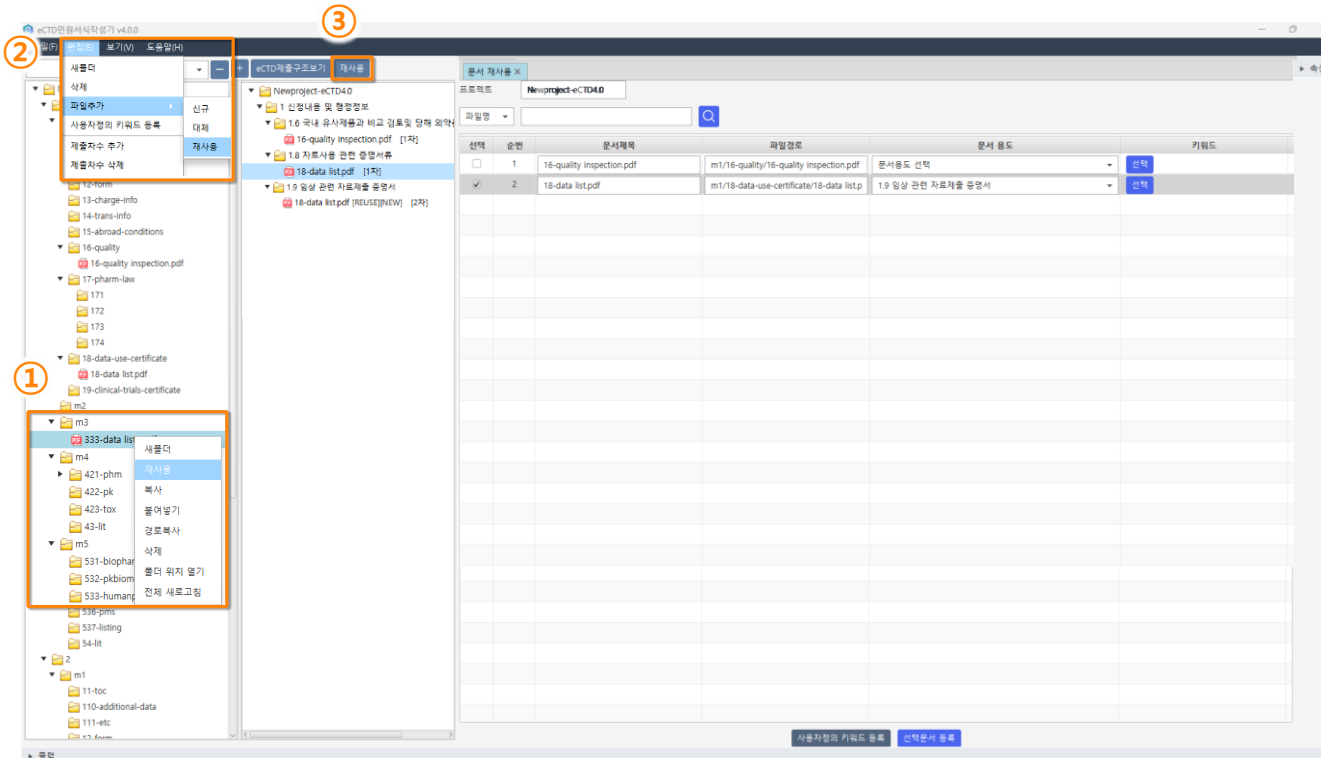 eCTD민원서식작성기 v4.0.0
③
②
일(F) 편집(E) 보기(V) 도움말(H)
새폴더
삭제
파일추가
사용자정의 키워드 등록
제출차수 추가
제출차수 삭제
신규
대체
재사용
12-form
13-charge-info
14-trans-info
15-abroad-conditions
16-quality
16-quality inspection.pdf
17-pharm-law
171
172
173
174
18-data-use-certificate
18-data list.pdf
19-clinical-trials-certificate
①
m2
m3
333-data list
m4
421-phm
422-pk
423-tox
43-lit
m5
531-biophar
532-pkbiom
533-humanp
536-pms
537-listing
54-lit
2
m1
11-toc
110-additional-data
111-etc
12-form
새폴더
재사용
복사
붙여넣기
경로복사
삭제
폴더 위치 열기
전체 새로고침
eCTD제출구조보기 재사용
Newproject-eCTD4.0
1 신청내용 및 행정정보
1.6 국내 유사제품과 비교 검토및 당해 의약
16-quality inspection.pdf [1차]
1.8 자료사용 관련 증명서류
18-data list.pdf [1차]
1.9 임상 관련 자료제출 증명서
18-data list.pdf [REUSE][NEW] [2차]
문서 재사용 ×
프로젝트 Newproject-eCTD4.0
파일명
선택 순번 문서제목 파일경로 문서 용도 키워드
1 16-quality inspection.pdf m1/16-quality/16-quality inspection.pdf 문서용도 선택 선택
2 18-data list.pdf m1/18-data-use-certificate/18-data list.p 1.9 임상 관련 자료제출 증명서 선택
사용자정의 키워드 등록 선택문서 등록
출력